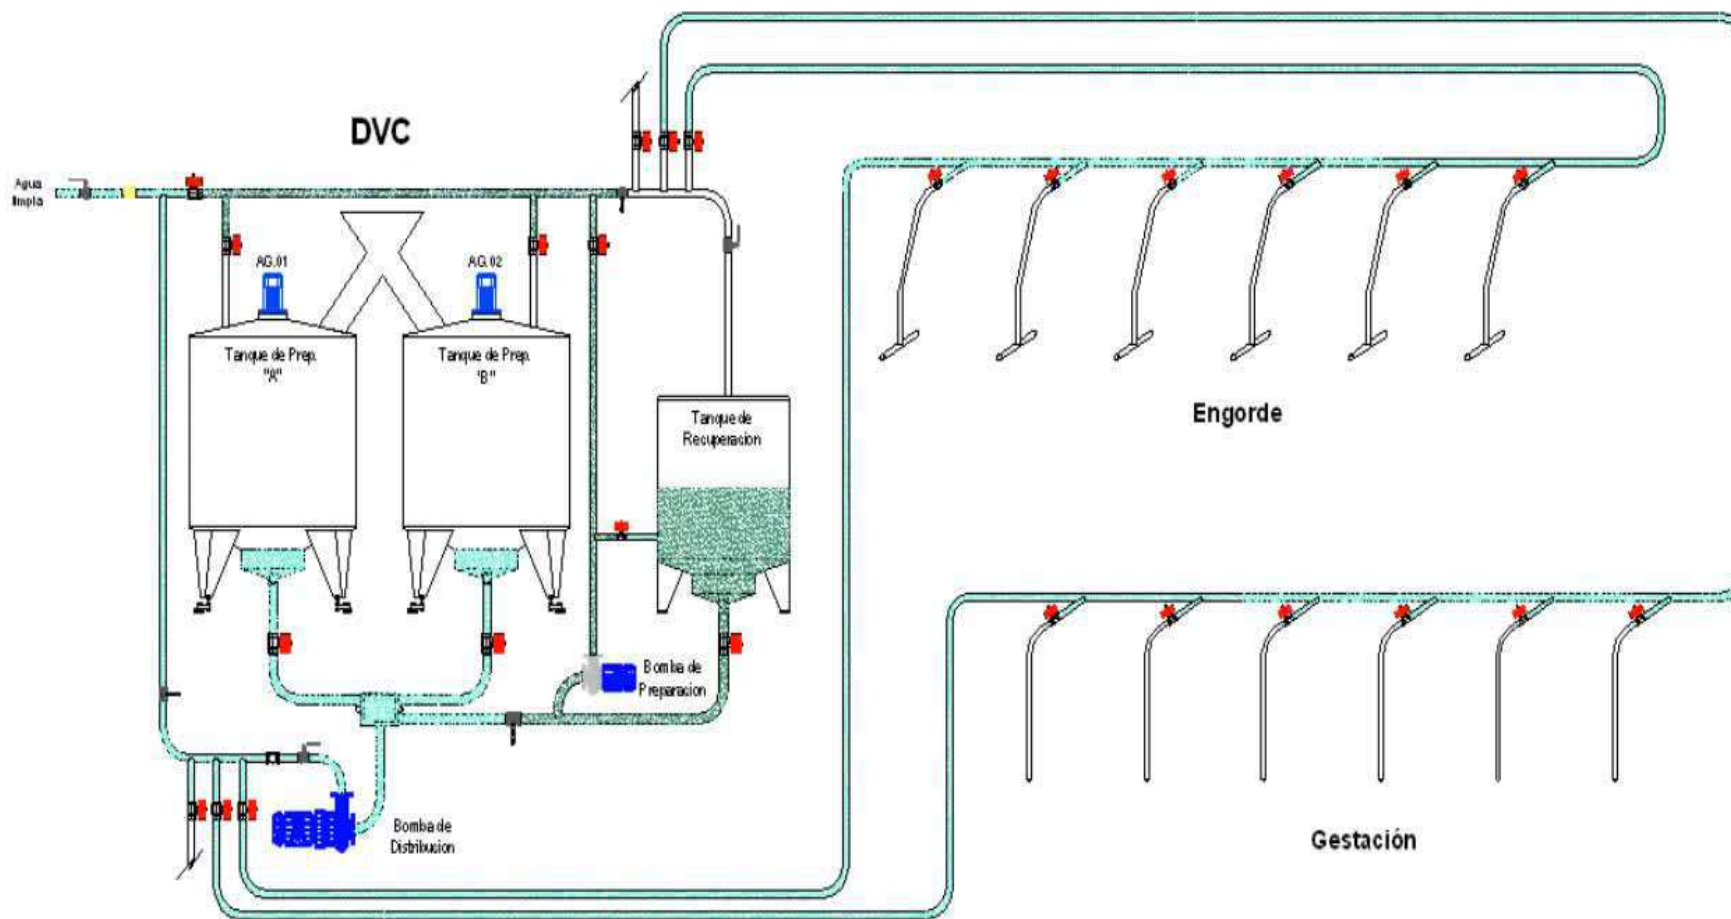 DVC
Agua
limpia
AG.01
AG.02
Tanque de Prep.
"A"
Tanque de Prep.
"B"
Tanque de
Recuperacion
Engorde
Bomba de
Preparacion
Bomba de
Distribucion
Gestación